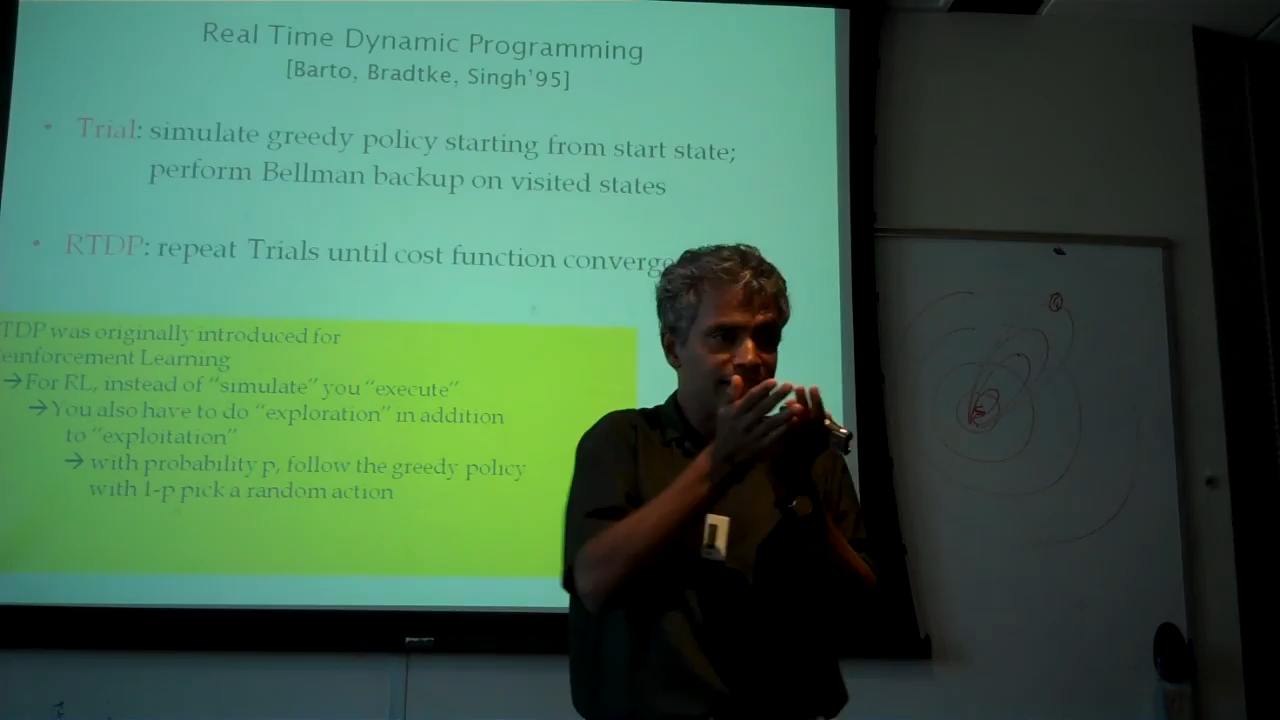 Real Time Dynamic Programming
[Barto, Bradtke, Singh'95]
• Trial: simulate greedy policy starting from start state;
perform Bellman backup on visited states
• RTDP: repeat Trials until cost function converge
TDP was originally introduced for
einforcement Learning
→For RL, instead of "simulate" you "execute"
→You also have to do "exploration" in addition
to "exploitation"
→ with probability p, follow the greedy policy
with 1-p pick a random action